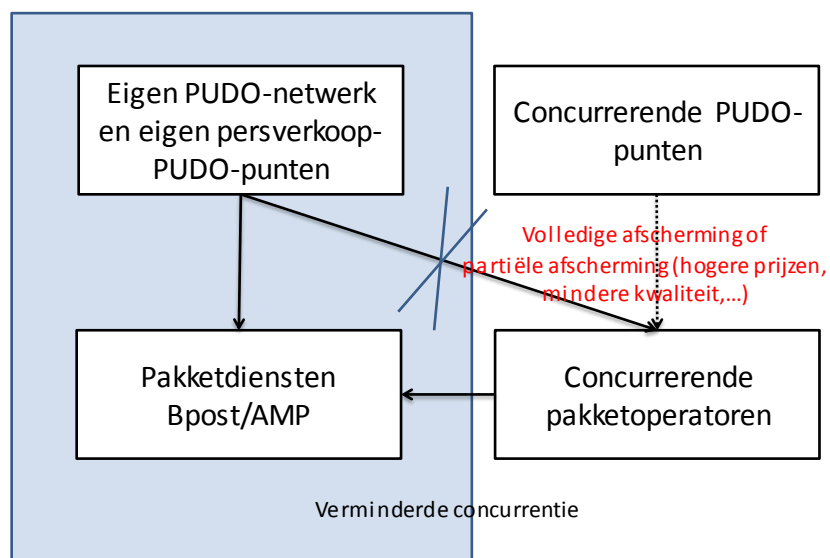 Eigen PUDO-netwerk
en eigen persverkoop-
PUDO-punten
Concurrerende PUDO-
punten
Volledige afscherming of
partiële afscherming (hogere prijzen,
mindere kwaliteit,...)
Pakketdiensten
Bpost/AMP
Concurrerende
pakketoperatoren
Verminderde concurrentie